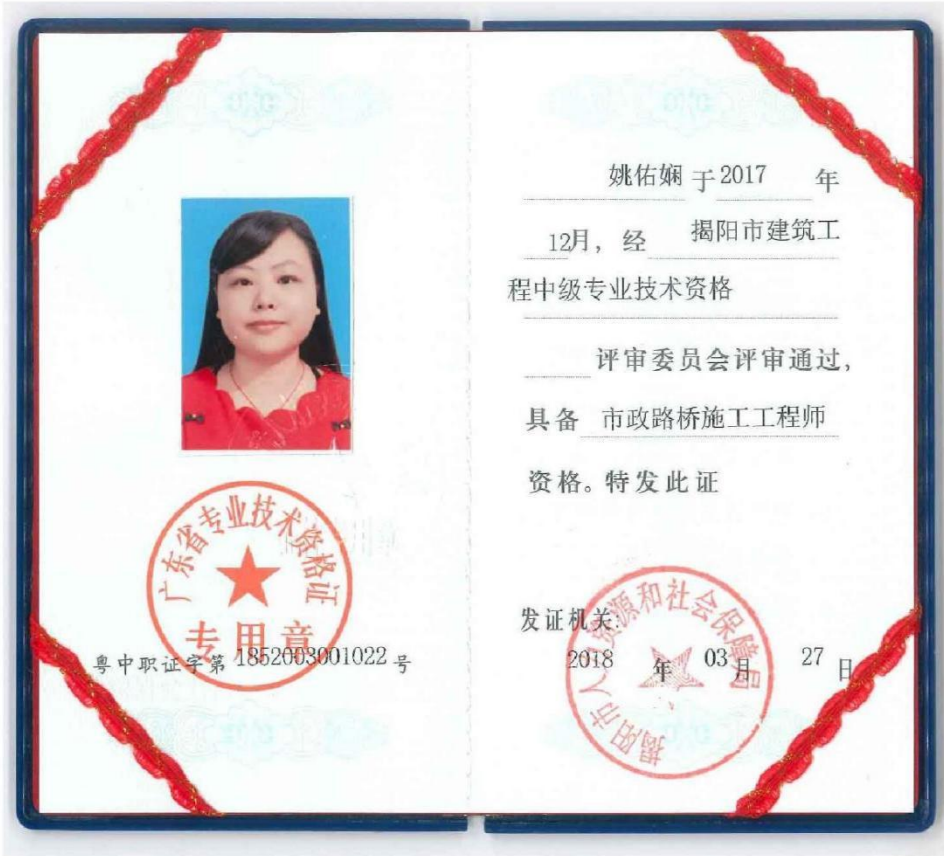 广东省专业技术资格证
专用章
粤中职证字第 1852003001022 号
姚佑娴 于 2017 年
12月，经 揭阳市建筑工
程中级专业技术资格
评审委员会评审通过，
具备 市政路桥施工工程师
资格。特发此证
发证机关：
揭阳市人力资源和社会保障局
2018 年 03 月 27 日